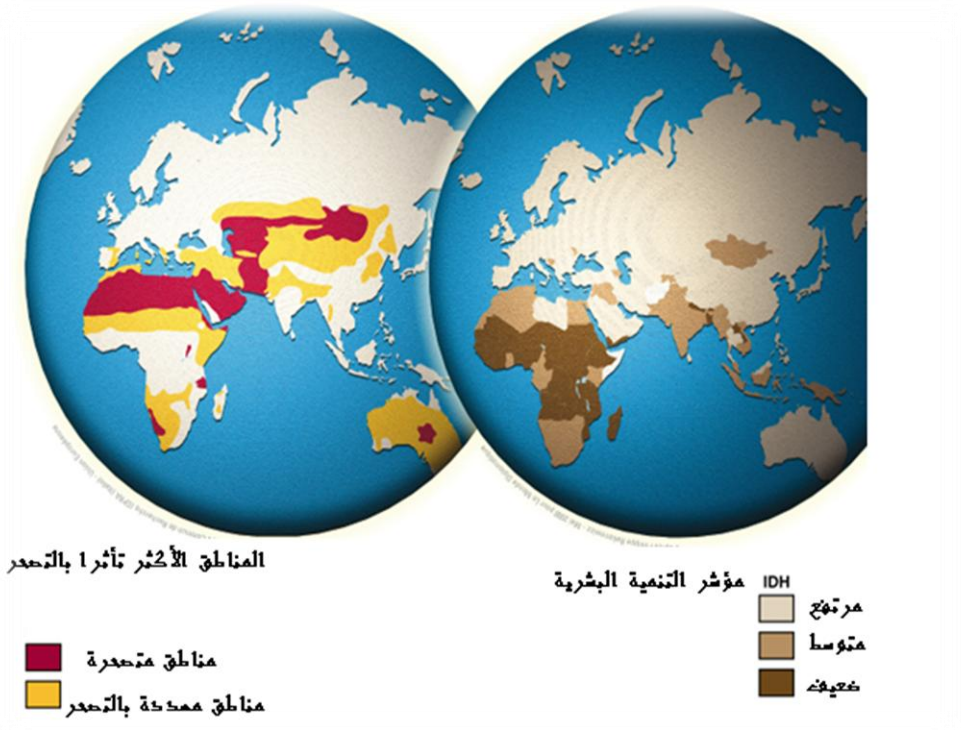 المناطق الأكثر تأثرا بالتصحر
مناطق متصحرة
مناطق مهددة بالتصحر
مؤشر التنمية البشرية IDH
مرتفع
متوسط
ضعيف